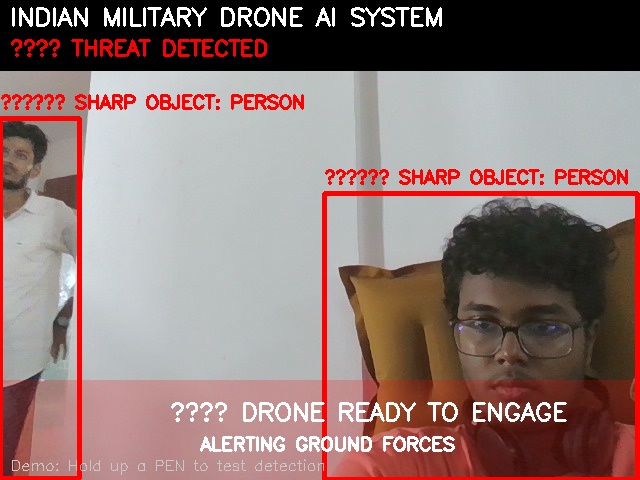 INDIAN MILITARY DRONE AI SYSTEM
???? THREAT DETECTED
?????? SHARP OBJECT: PERSON
?????? SHARP OBJECT: PERSON
???? DRONE READY TO ENGAGE
ALERTING GROUND FORCES
Demo: Hold up a PEN to test detection